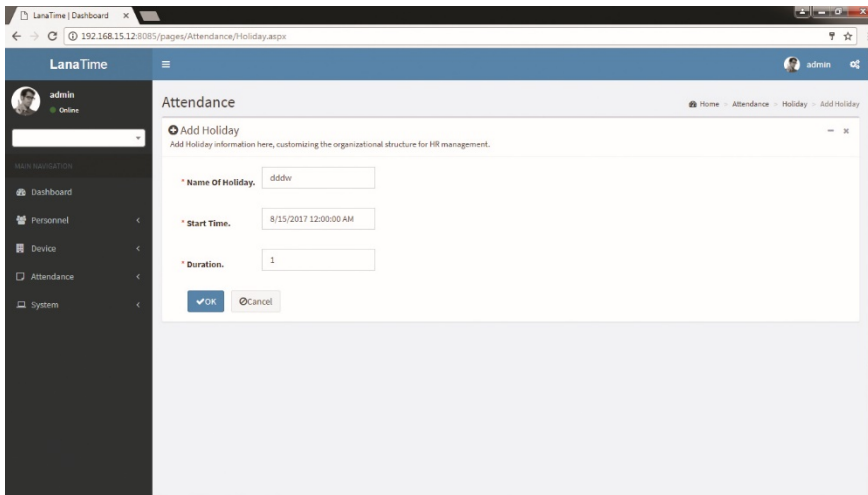 LanaTime | Dashboard
192.168.15.12:8085/pages/Attendance/Holiday.aspx
LanaTime
admin
admin
Online
Attendance
Home > Attendance > Holiday > Add Holiday
Add Holiday
Add Holiday information here, customizing the organizational structure for HR management.
MAIN NAVIGATION
Dashboard
Personnel
Device
Attendance
System
* Name Of Holiday. dddw
* Start Time. 8/15/2017 12:00:00 AM
* Duration. 1
OK Cancel